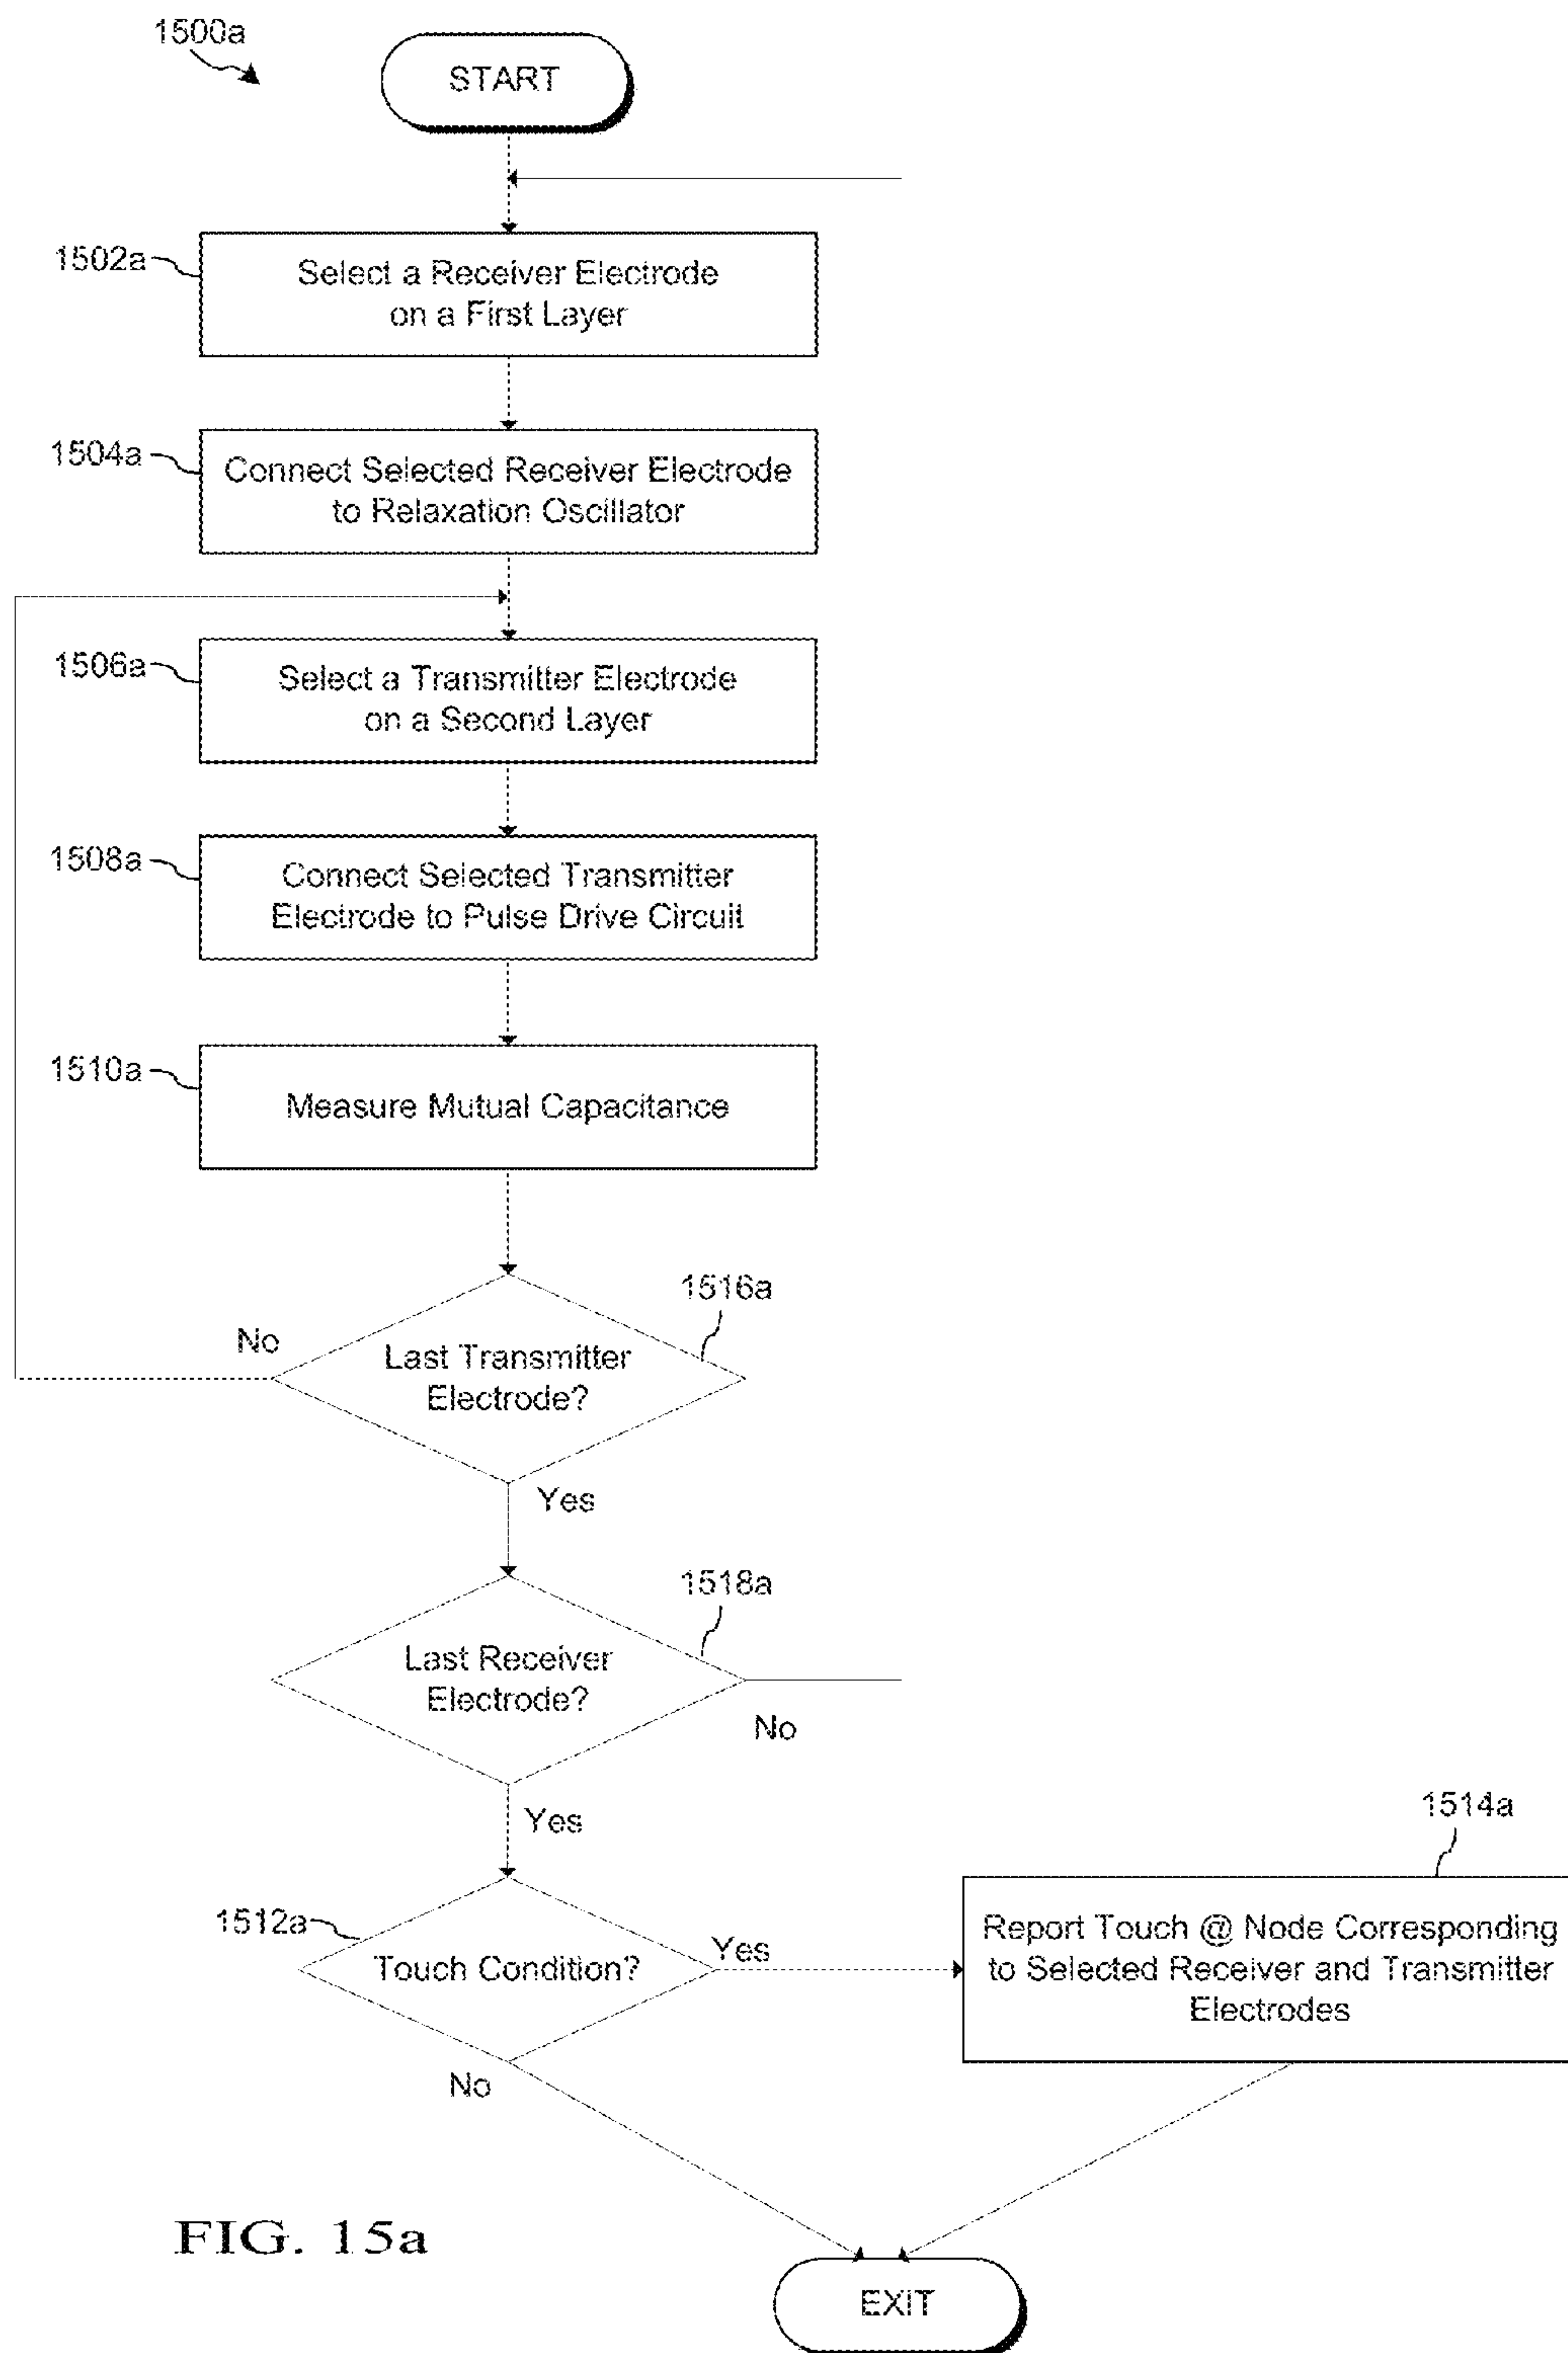 1500a
START
1502a
Select a Receiver Electrode
on a First Layer
1504a
Connect Selected Receiver Electrode
to Relaxation Oscillator
1506a
Select a Transmitter Electrode
on a Second Layer
1508a
Connect Selected Transmitter
Electrode to Pulse Drive Circuit
1510a
Measure Mutual Capacitance
1516a
No
Last Transmitter
Electrode?
Yes
1518a
Last Receiver
Electrode?
No
Yes
1514a
1512a
Touch Condition?
Yes
Report Touch @ Node Corresponding
to Selected Receiver and Transmitter
Electrodes
No
FIG. 15a
EXIT